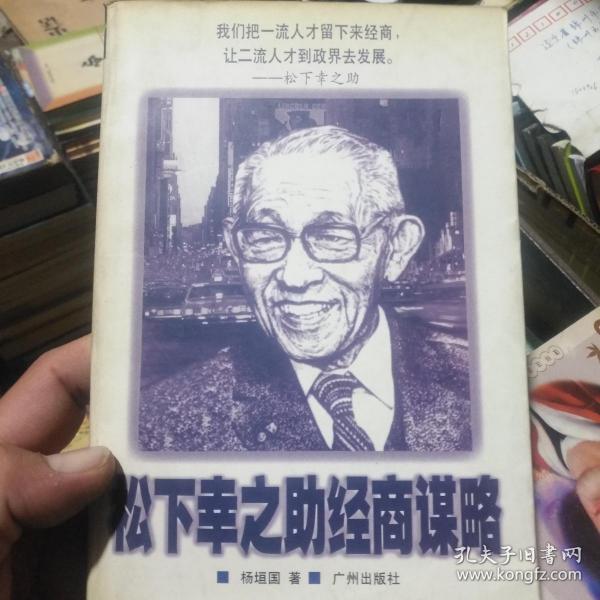 我们把一流人才留下来经商，
让二流人才到政界去发展。
——松下幸之助
LINCOLN
松下幸之助经商谋略
■ 杨垣国 著 ■ 广州出版社
孔夫子旧书网
www.kongfz.com